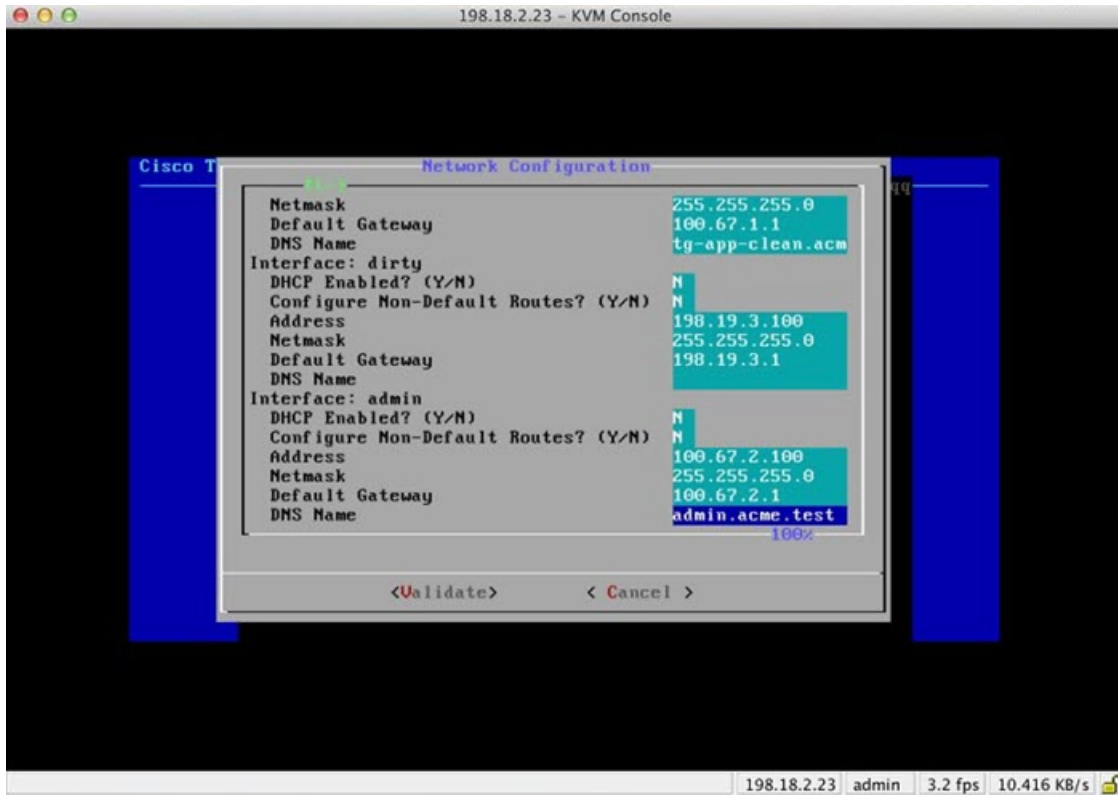 198.18.2.23 – KVM Console
Cisco T
Network Configuration
qq
Netmask 255.255.255.0
Default Gateway 100.67.1.1
DNS Name tg-app-clean.acm
Interface: dirty
DHCP Enabled? (Y/N) N
Configure Non-Default Routes? (Y/N) N
Address 198.19.3.100
Netmask 255.255.255.0
Default Gateway 198.19.3.1
DNS Name
Interface: admin
DHCP Enabled? (Y/N) N
Configure Non-Default Routes? (Y/N) N
Address 100.67.2.100
Netmask 255.255.255.0
Default Gateway 100.67.2.1
DNS Name admin.acme.test
100%
<Validate> < Cancel >
198.18.2.23 admin 3.2 fps 10.416 KB/s